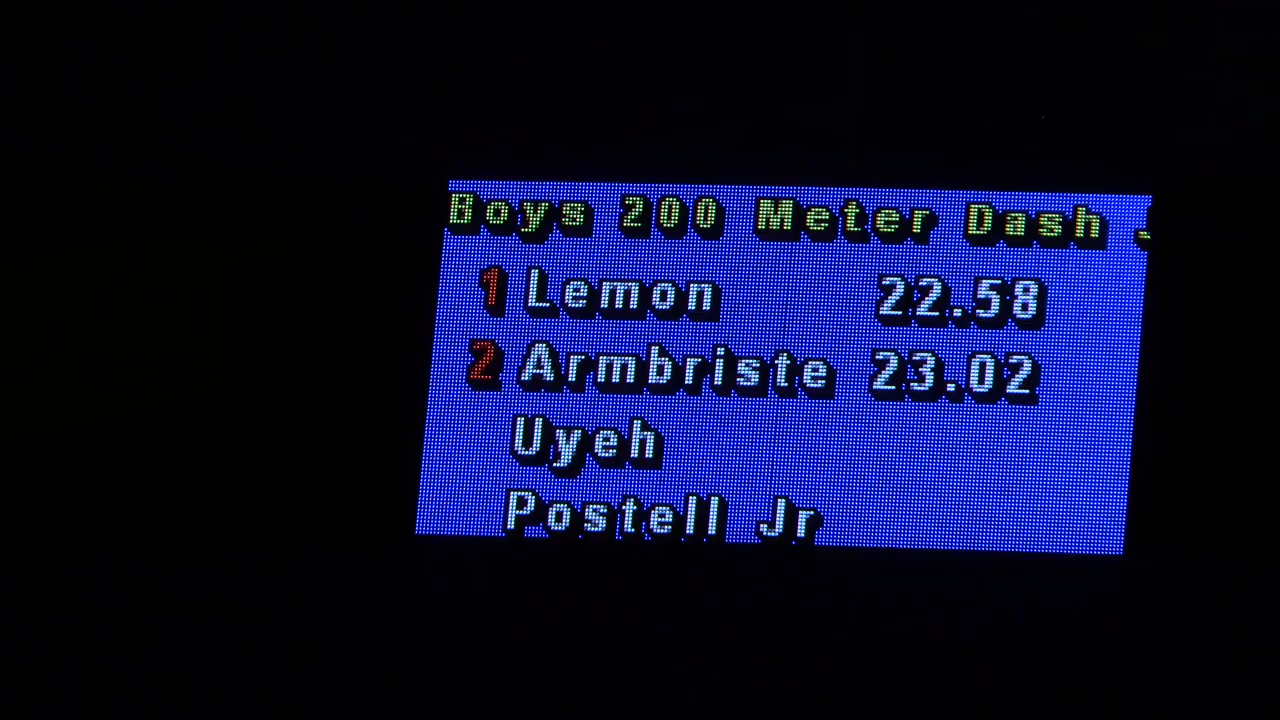 Boys 200 Meter Dash
1 Lemon 22.58
2 Armbriste 23.02
Uyeh
Postell Jr